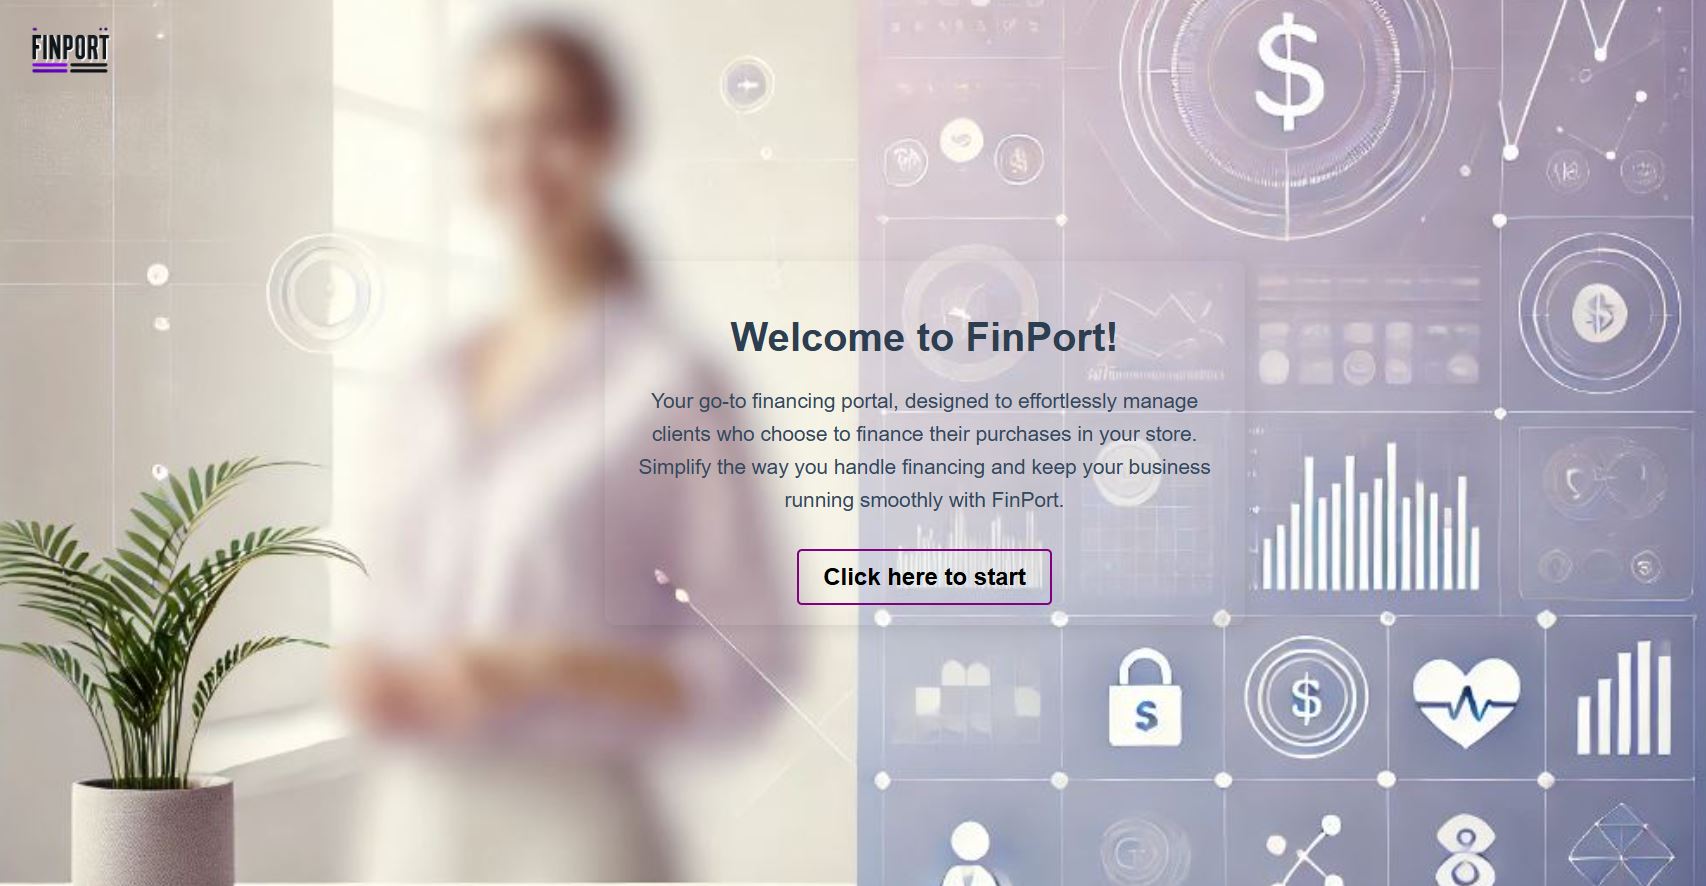 FINPORT
Welcome to FinPort!
Your go-to financing portal, designed to effortlessly manage
clients who choose to finance their purchases in your store.
Simplify the way you handle financing and keep your business
running smoothly with FinPort.
Click here to start
$
$
$
$